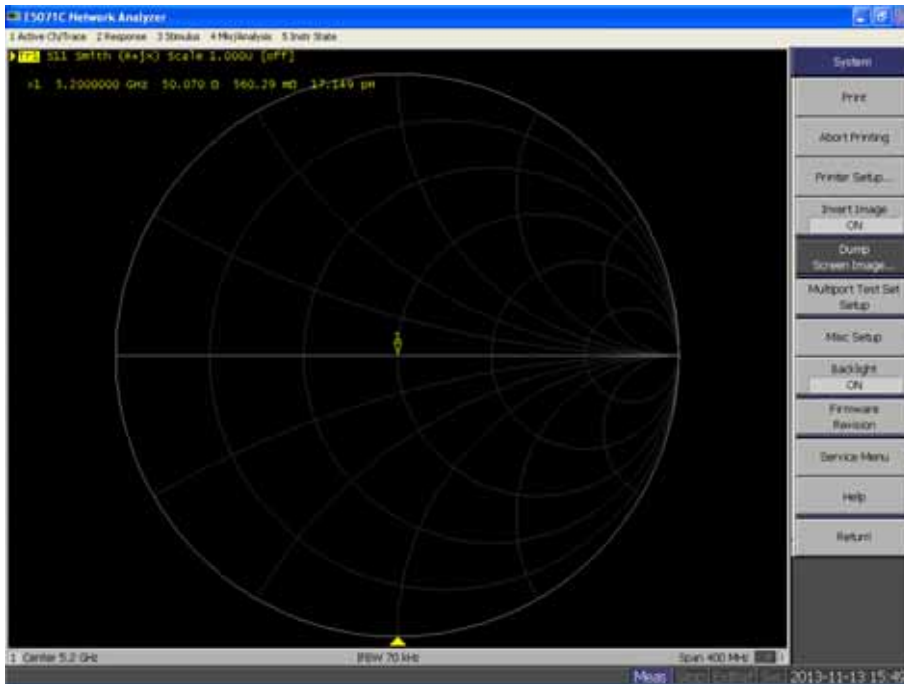 E5071C Network Analyzer
1 Active Ch/Trace 2 Response 3 Stimulus 4 Mkr/Analysis 5 Instr State
Tr1 S11 Smith (R+jX) Scale 1.000U [off]
>1 5.2000000 GHz 50.070 Ω 560.29 mΩ 17.149 pH
1
System
Print
Abort Printing
Printer Setup...
Invert Image
ON
Dump
Screen Image...
Multiport Test Set
Setup
Misc Setup
Backlight
ON
Firmware
Revision
Service Menu
Help
Return
1 Center 5.2 GHz IFBW 70 kHz Span 400 MHz
Meas 2013-11-13 15:49